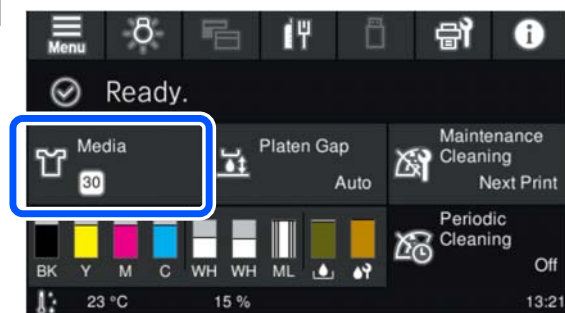 Menu
Ready.
Media
30
Platen Gap
Auto
Maintenance
Cleaning
Next Print
BK Y M C WH WH ML
Periodic
Cleaning
Off
23 °C 15 % 13:21